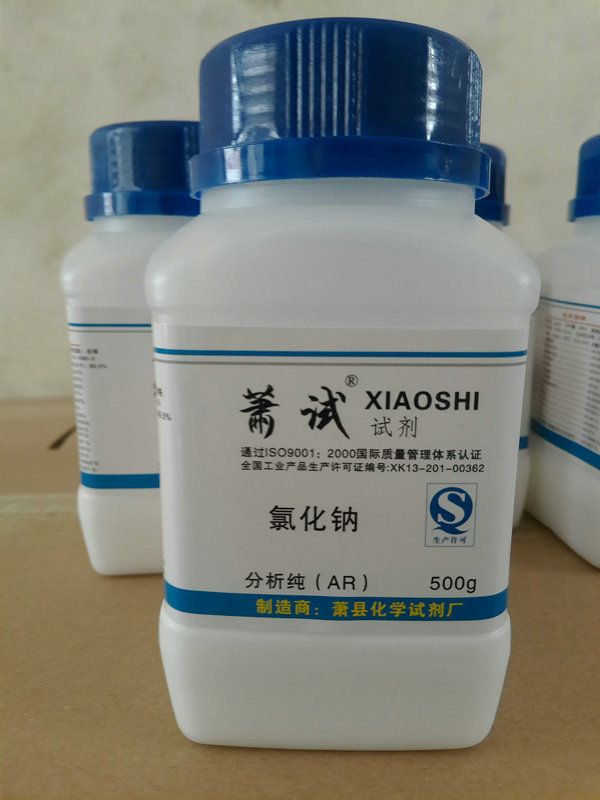 萧试® XIAOSHI
试剂
通过ISO9001：2000国际质量管理体系认证
全国工业产品生产许可证编号:XK13-201-00362
氯化钠
生产许可
分析纯（AR） 500g
制造商：萧县化学试剂厂